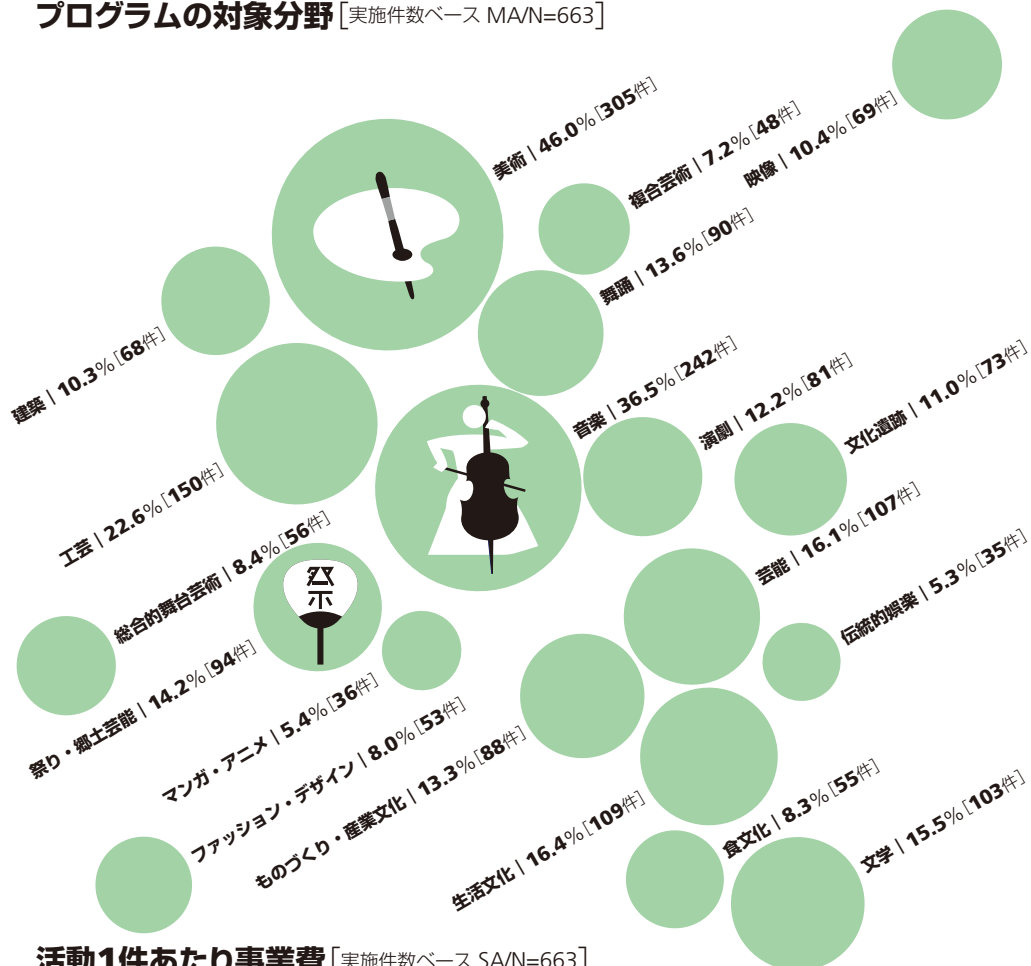 プログラムの対象分野［実施件数ベース MA/N=663］
美術｜46.0％［305件］
複合芸術｜7.2％［48件］
映像｜10.4％［69件］
舞踊｜13.6％［90件］
建築｜10.3％［68件］
音楽｜36.5％［242件］
演劇｜12.2％［81件］
文化遺跡｜11.0％［73件］
工芸｜22.6％［150件］
総合的舞台芸術｜8.4％［56件］
祭
芸能｜16.1％［107件］
伝統的娯楽｜5.3％［35件］
祭り・郷土芸能｜14.2％［94件］
マンガ・アニメ｜5.4％［36件］
ファッション・デザイン｜8.0％［53件］
ものづくり・産業文化｜13.3％［88件］
生活文化｜16.4％［109件］
食文化｜8.3％［55件］
文学｜15.5％［103件］
活動1件あたり事業費［実施件数ベース SA/N=663］